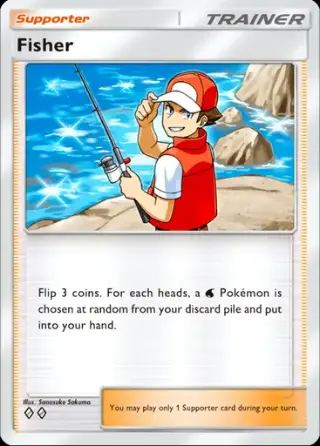 Supporter
TRAINER
Fisher
Flip 3 coins. For each heads, a Pokémon is
chosen at random from your discard pile and put
into your hand.
Illus. Sanosuke Sakuma
You may play only 1 Supporter card during your turn.